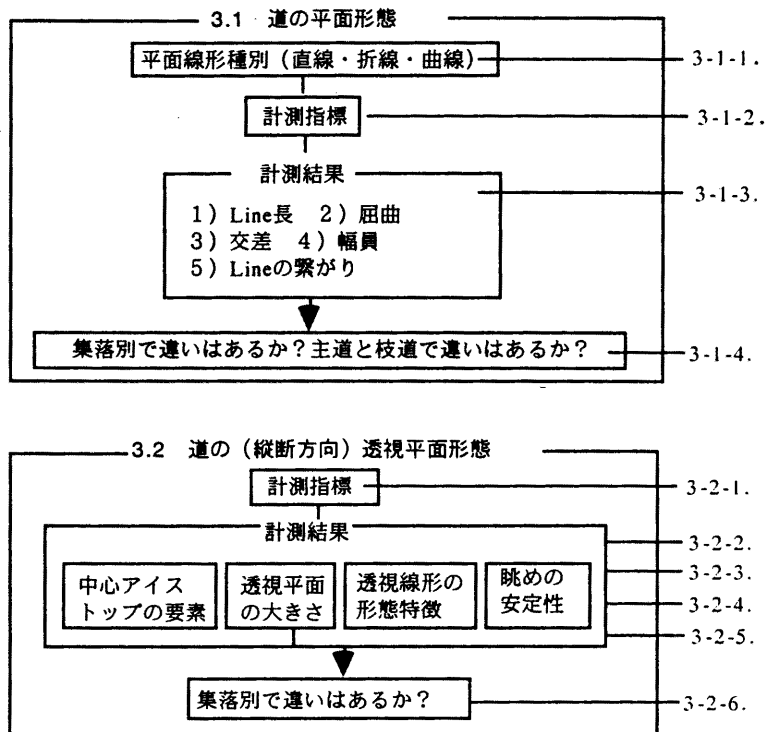 3.1 道の平面形態
平面線形種別（直線・折線・曲線）
3-1-1.
計測指標
3-1-2.
計測結果
3-1-3.
1）Line長 2）屈曲
3）交差 4）幅員
5）Lineの繋がり
集落別で違いはあるか？主道と枝道で違いはあるか？
3-1-4.
3.2 道の（縦断方向）透視平面形態
計測指標
3-2-1.
計測結果
3-2-2.
3-2-3.
3-2-4.
3-2-5.
中心アイス
トップの要素
透視平面
の大きさ
透視線形の
形態特徴
眺めの
安定性
集落別で違いはあるか？
3-2-6.